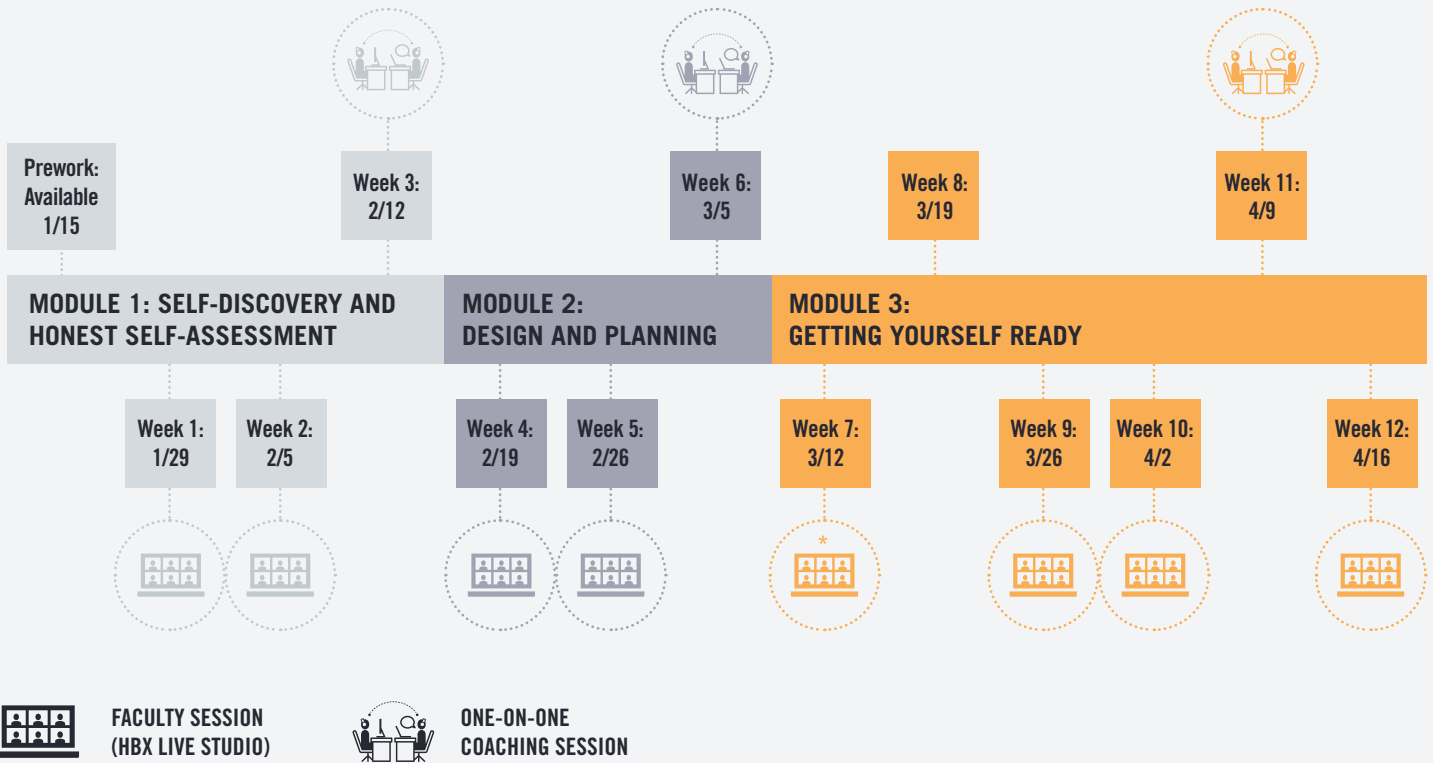 Prework:
Available
1/15
Week 3:
2/12
Week 6:
3/5
Week 8:
3/19
Week 11:
4/9
MODULE 1: SELF-DISCOVERY AND
HONEST SELF-ASSESSMENT
MODULE 2:
DESIGN AND PLANNING
MODULE 3:
GETTING YOURSELF READY
Week 1:
1/29
Week 2:
2/5
Week 4:
2/19
Week 5:
2/26
Week 7:
3/12
Week 9:
3/26
Week 10:
4/2
Week 12:
4/16
*
FACULTY SESSION
(HBX LIVE STUDIO)
ONE-ON-ONE
COACHING SESSION